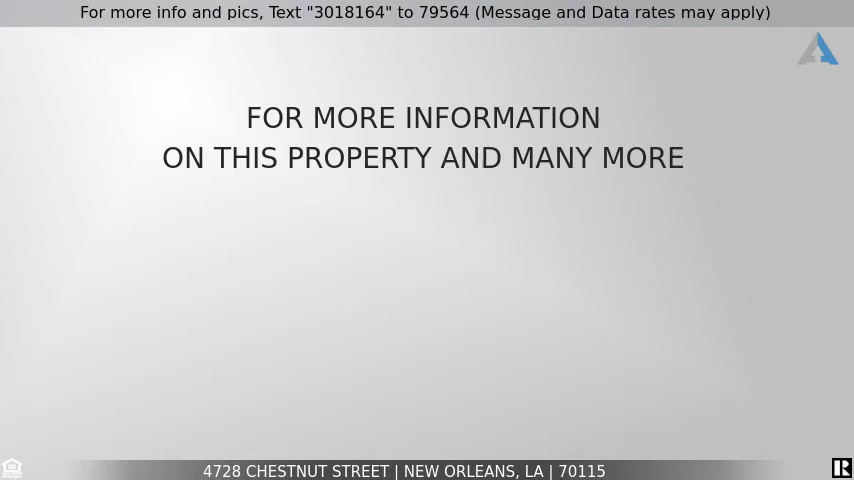 For more info and pics, Text "3018164" to 79564 (Message and Data rates may apply)
FOR MORE INFORMATION
ON THIS PROPERTY AND MANY MORE
4728 CHESTNUT STREET | NEW ORLEANS, LA | 70115